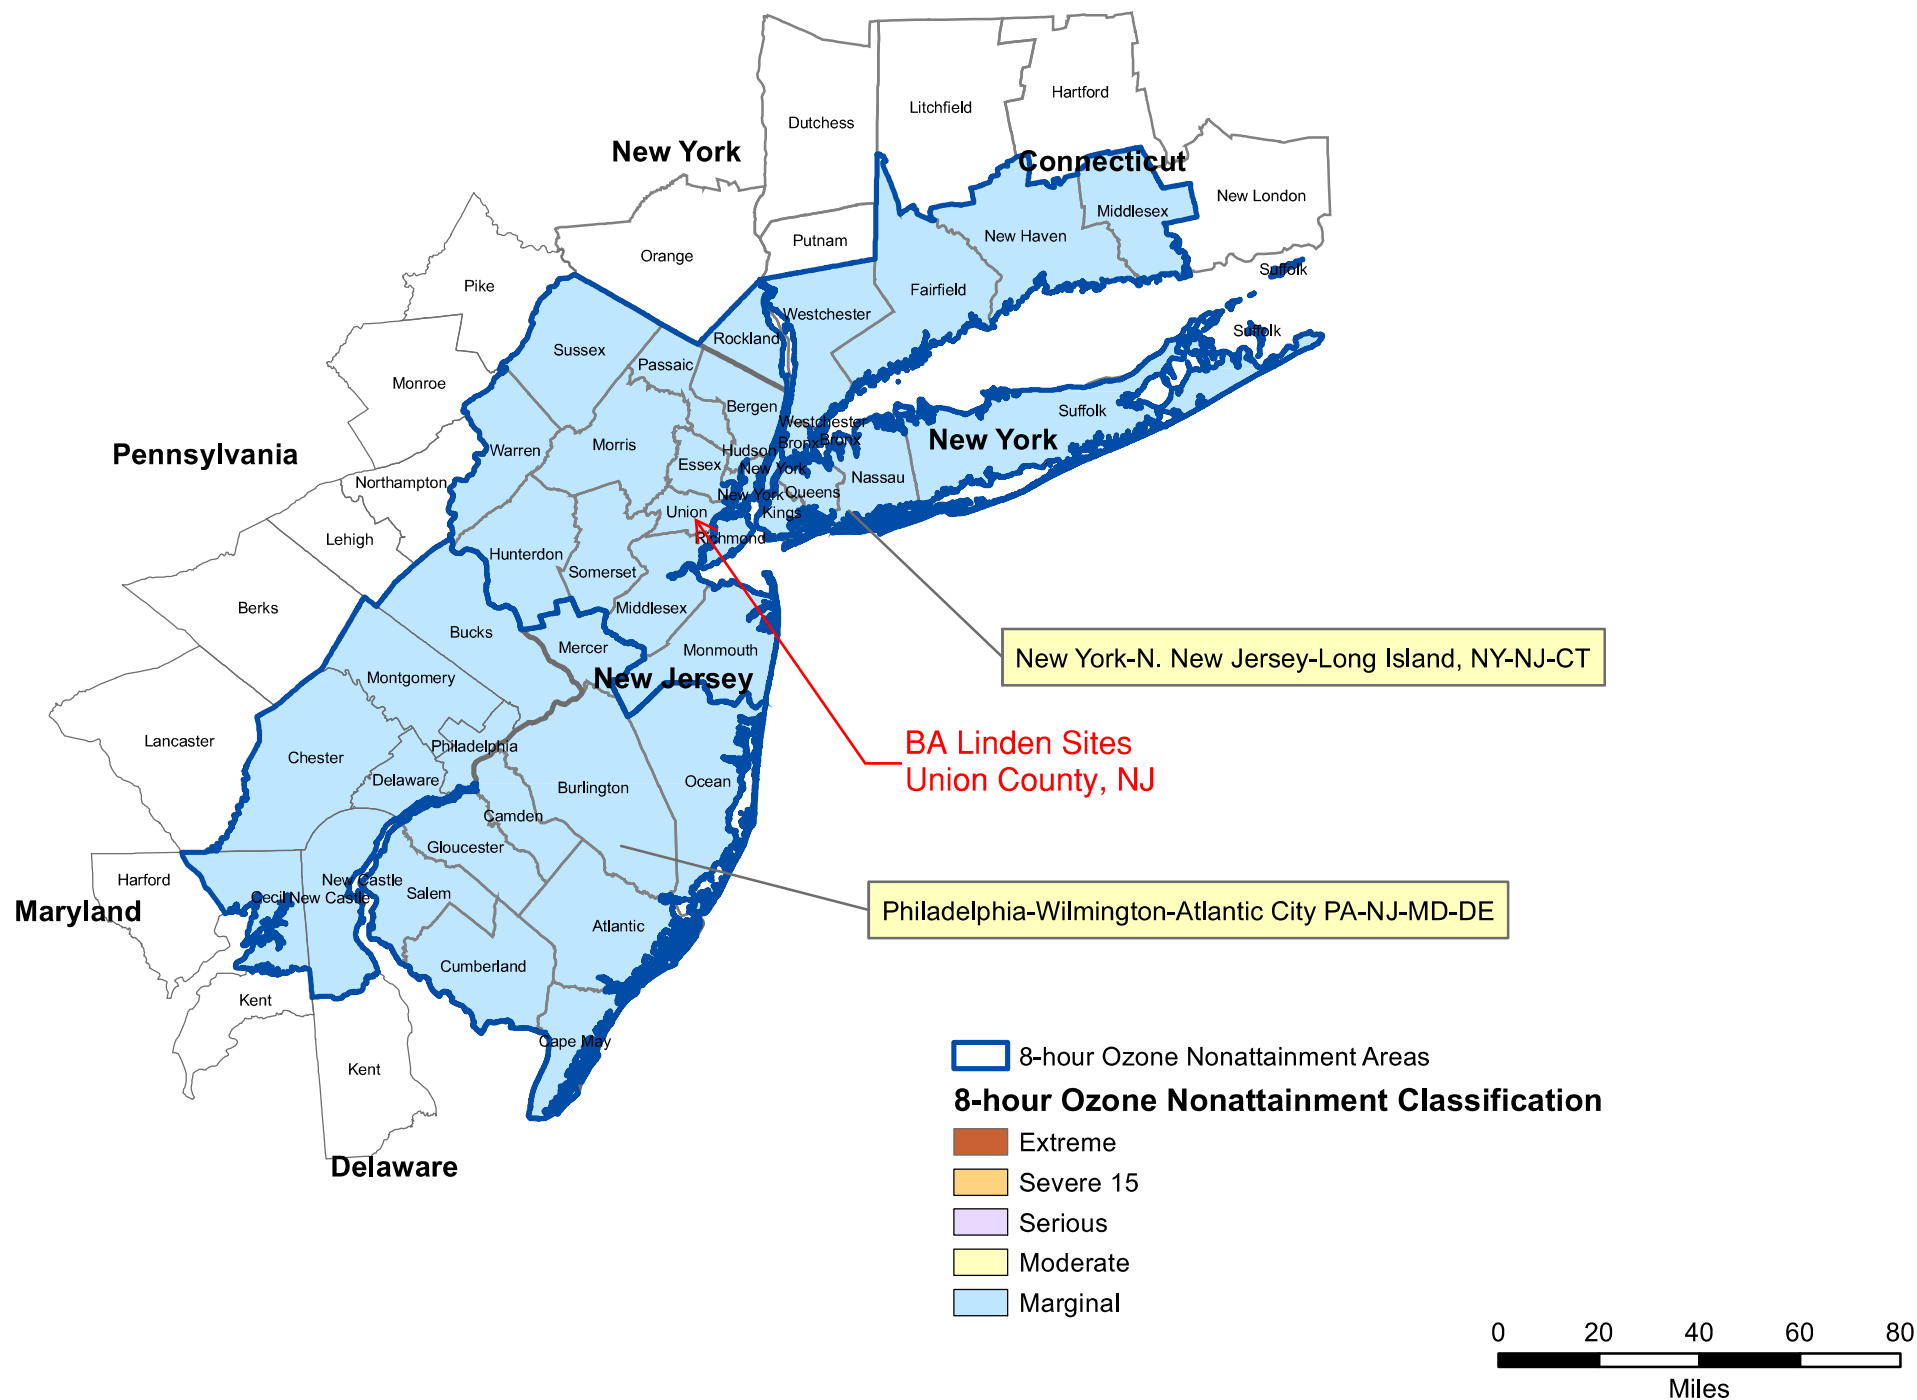 Hartford
Litchfield
Dutchess
New York
Connecticut
New London
Middlesex
New Haven
Putnam
Orange
Suffolk
Pike
Fairfield
Westchester
Rockland
Suffolk
Sussex
Passaic
Monroe
Bergen
Suffolk
Westchester
New York
Bronx
Bronx
Morris
Warren
Hudson
Pennsylvania
Essex
New York
Nassau
Northampton
New York
Queens
Union
Kings
Richmond
Lehigh
Hunterdon
Somerset
Berks
Middlesex
Bucks
Mercer
Monmouth
New York-N. New Jersey-Long Island, NY-NJ-CT
Montgomery
New Jersey
Lancaster
Philadelphia
BA Linden Sites
Union County, NJ
Chester
Delaware
Burlington
Ocean
Camden
Gloucester
Harford
New Castle
Salem
Cecil
New Castle
Maryland
Philadelphia-Wilmington-Atlantic City PA-NJ-MD-DE
Atlantic
Cumberland
Kent
Cape May
Kent
Delaware
8-hour Ozone Nonattainment Areas
8-hour Ozone Nonattainment Classification
Extreme
Severe 15
Serious
Moderate
Marginal
0 20 40 60 80
Miles